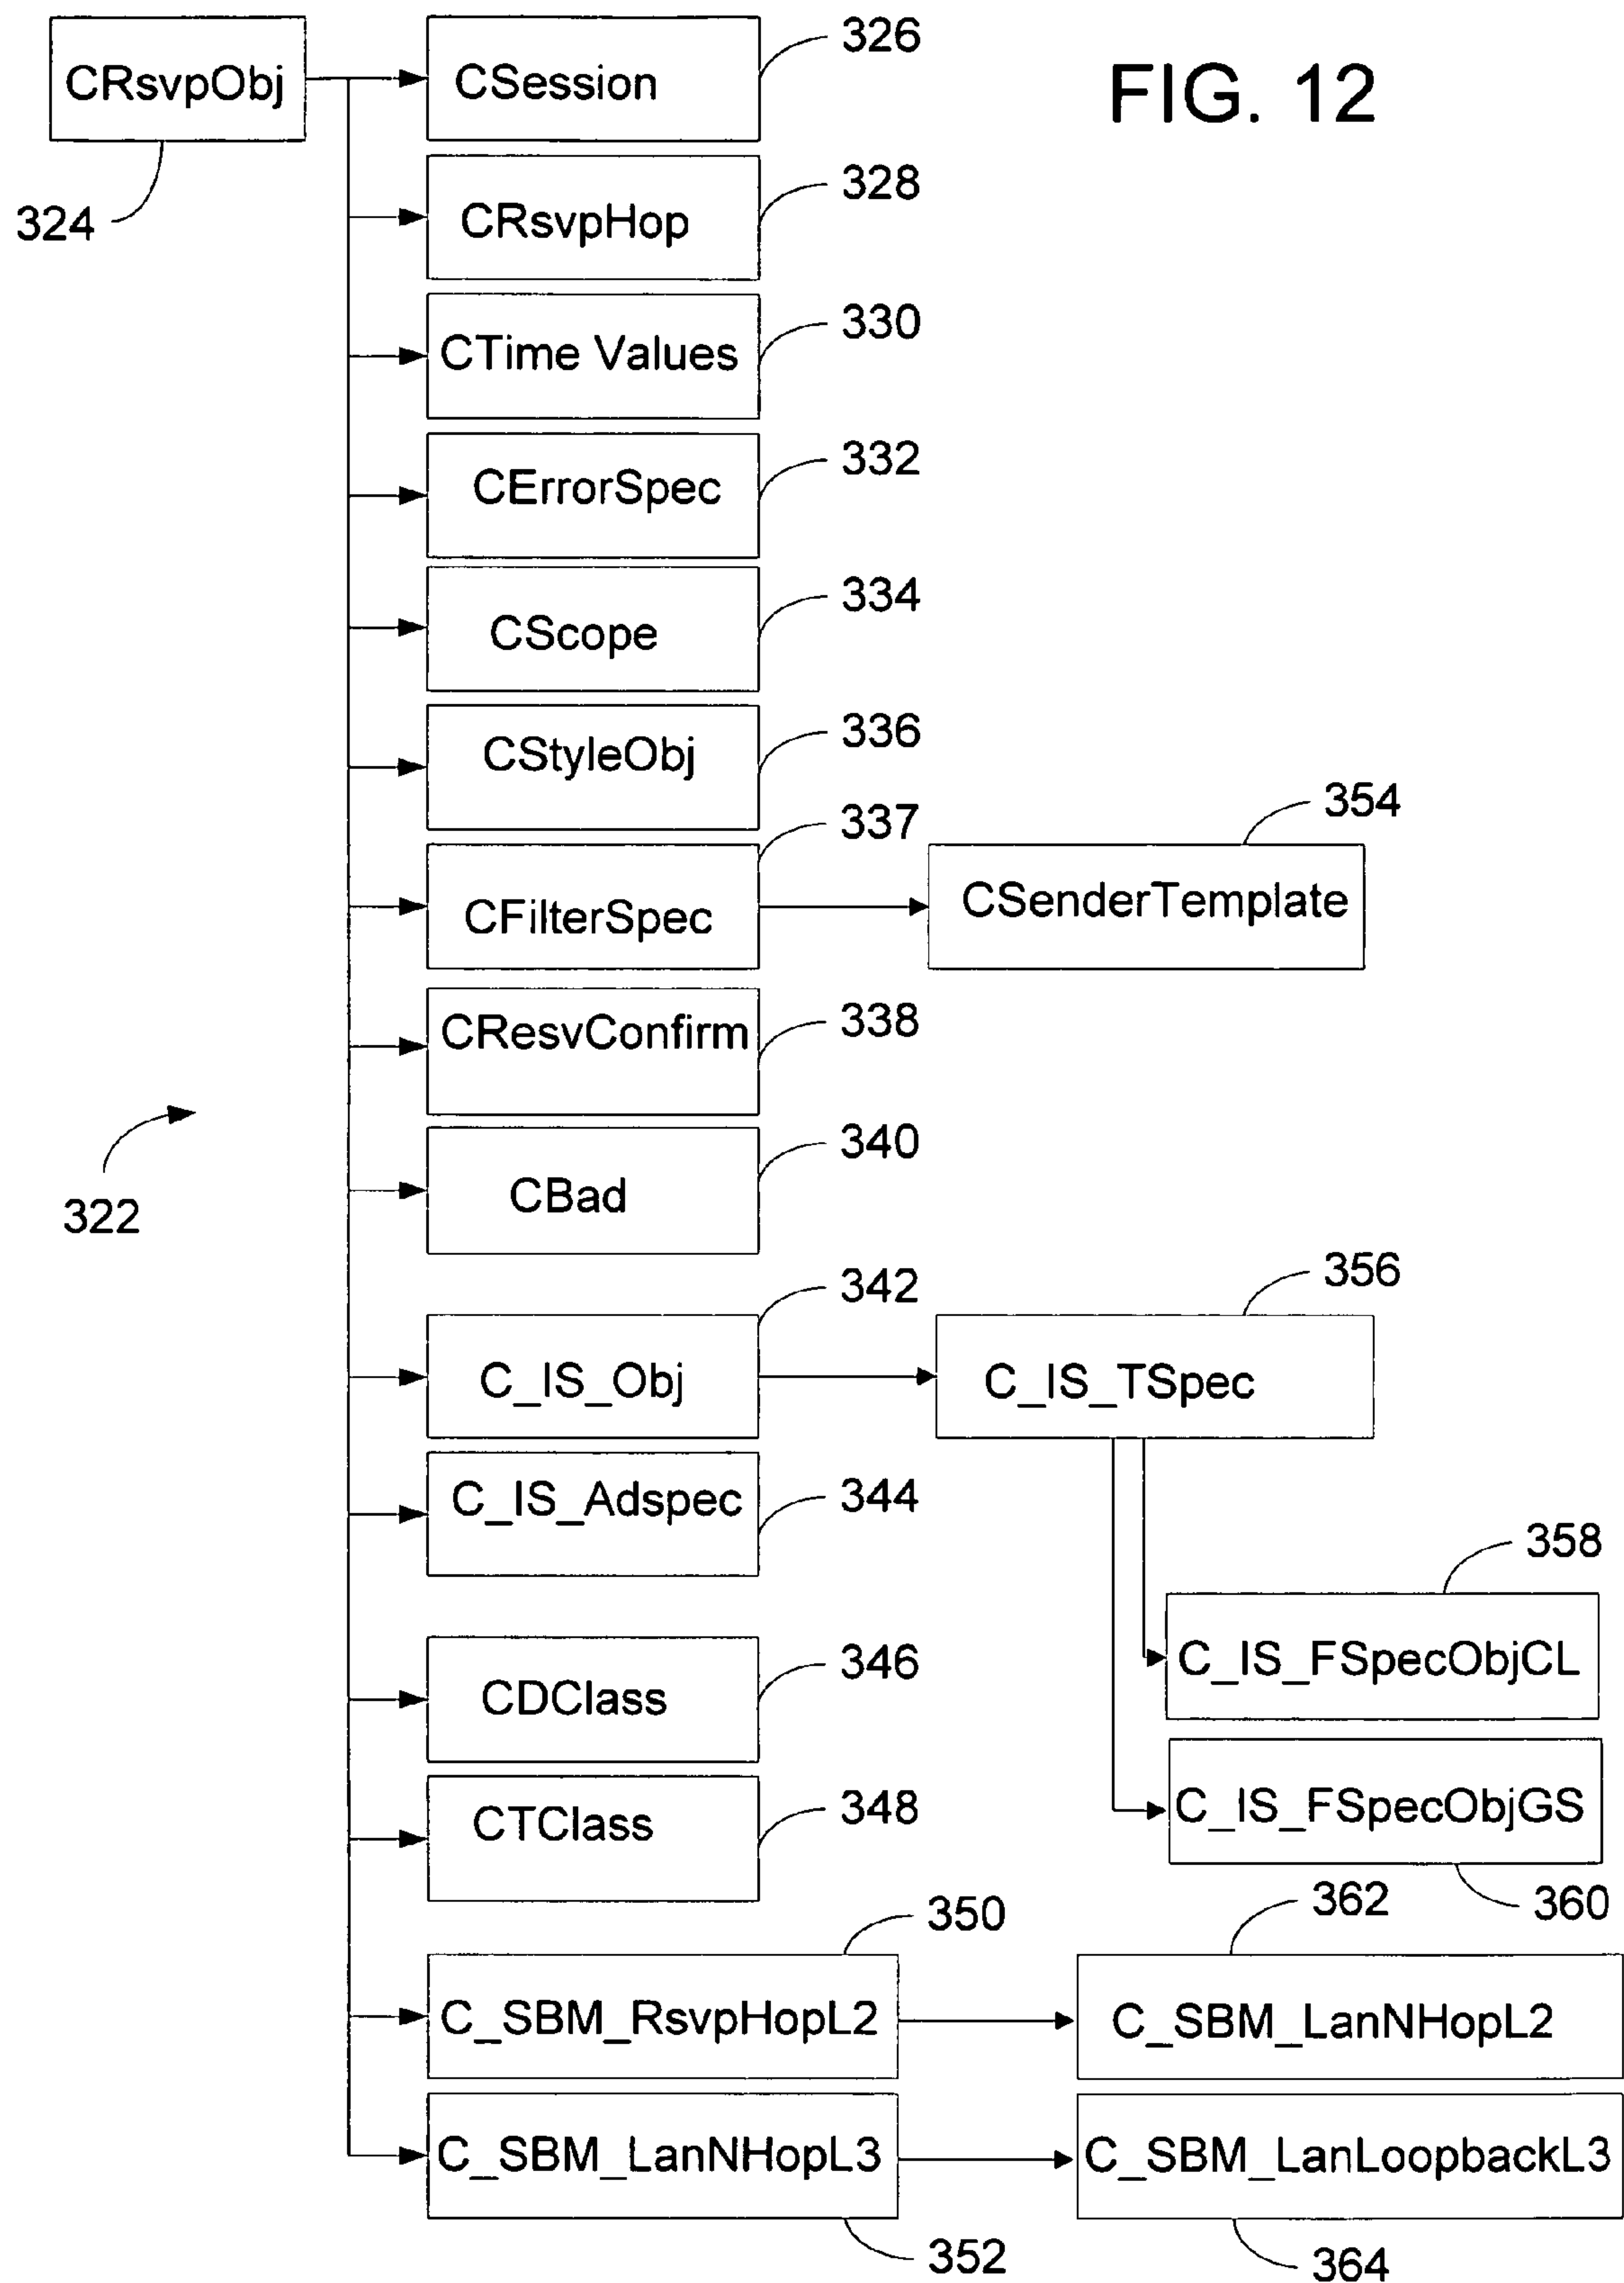 CRsvpObj
324
CSession
326
FIG. 12
CRsvpHop
328
CTime Values
330
CErrorSpec
332
CScope
334
CStyleObj
336
CFilterSpec
337
CSenderTemplate
354
CResvConfirm
338
322
CBad
340
C_IS_Obj
342
C_IS_TSpec
356
C_IS_Adspec
344
358
C_IS_FSpecObjCL
CDClass
346
CTClass
348
C_IS_FSpecObjGS
360
350
C_SBM_RsvpHopL2
362
C_SBM_LanNHopL2
C_SBM_LanNHopL3
352
C_SBM_LanLoopbackL3
364